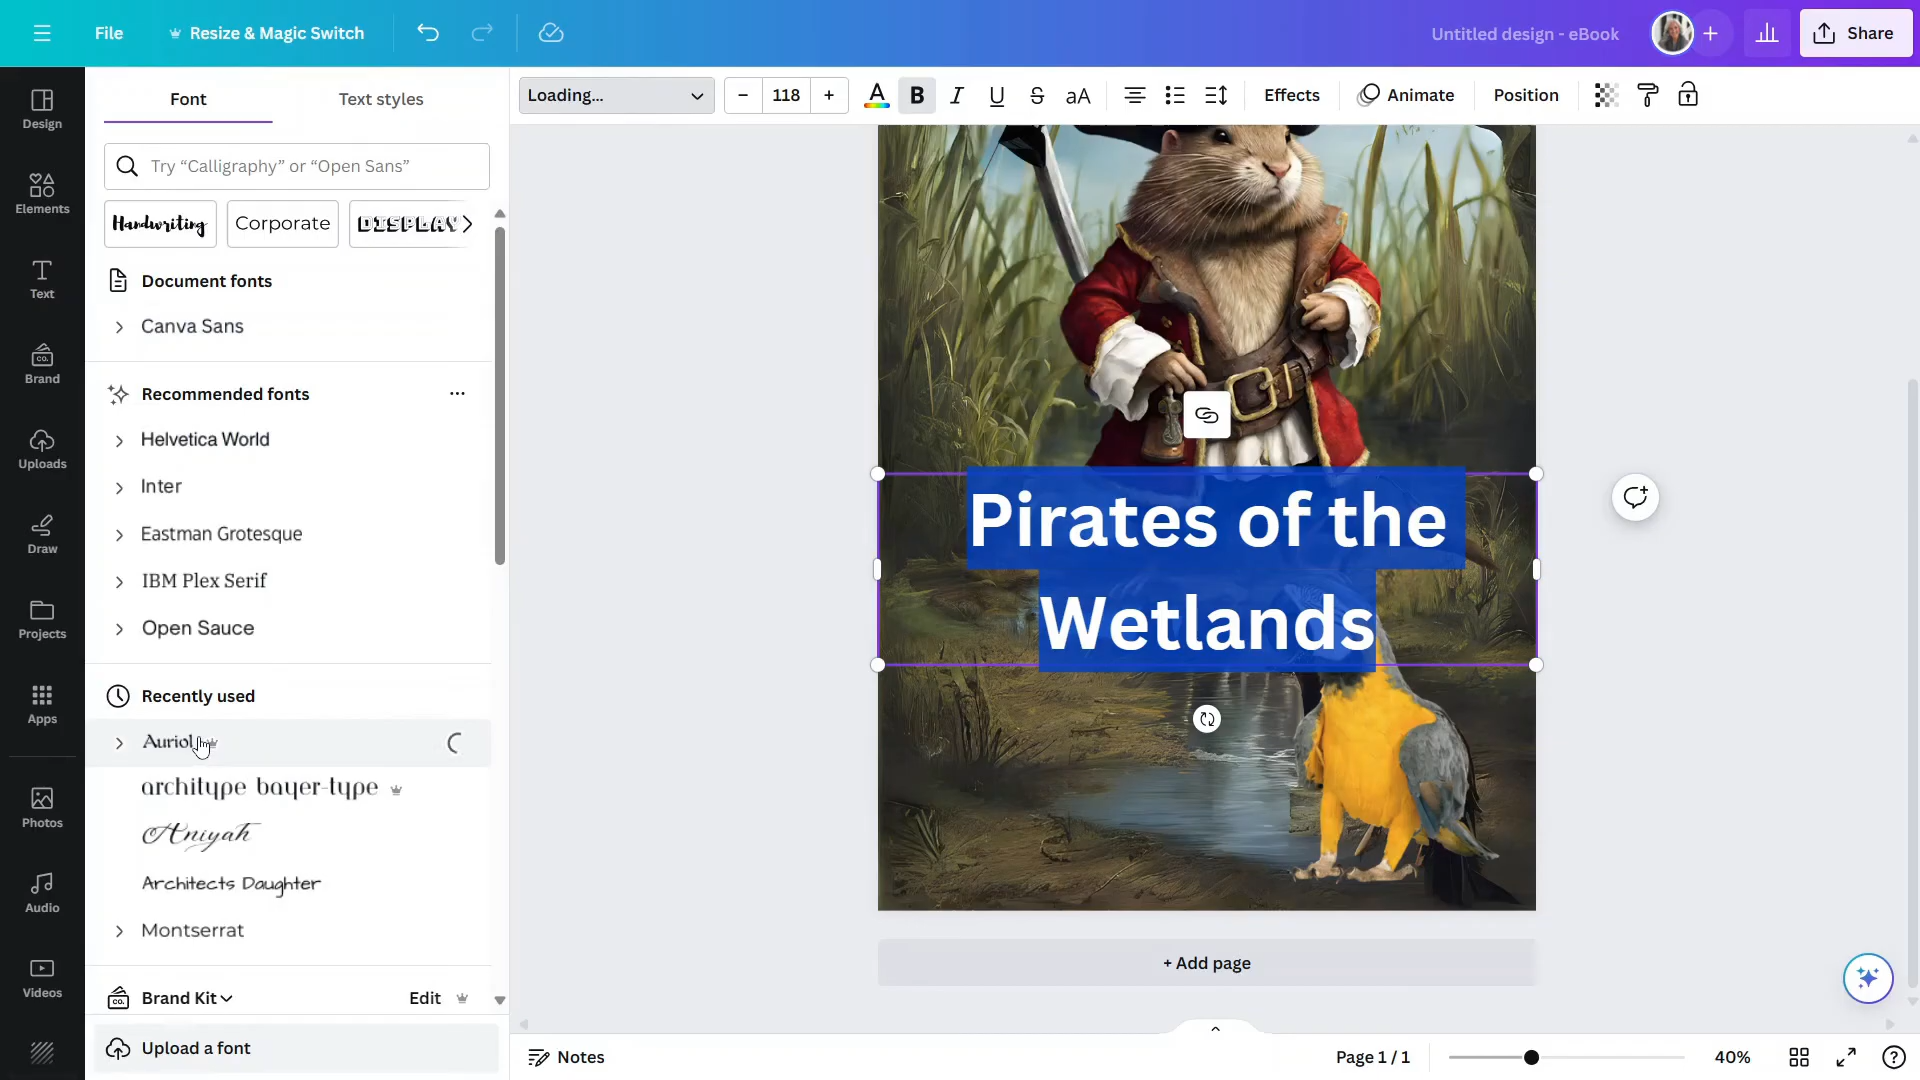 File
Resize & Magic Switch
Untitled design - eBook
Share
Design
Elements
Text
Brand
CO.
Uploads
Draw
Projects
Apps
Photos
Audio
Videos
Font
Text styles
Try “Calligraphy” or “Open Sans”
Handwriting
Corporate
DISPLAY
Document fonts
Canva Sans
Recommended fonts
Helvetica World
Inter
Eastman Grotesque
IBM Plex Serif
Open Sauce
Recently used
Auriol
architype bayer-type
Aniyah
Architects Daughter
Montserrat
CO.
Brand Kit
Edit
Upload a font
Loading...
– 118 +
A B I U S aA
Effects
Animate
Position
Pirates of the
Wetlands
+ Add page
Notes
Page 1 / 1
40%